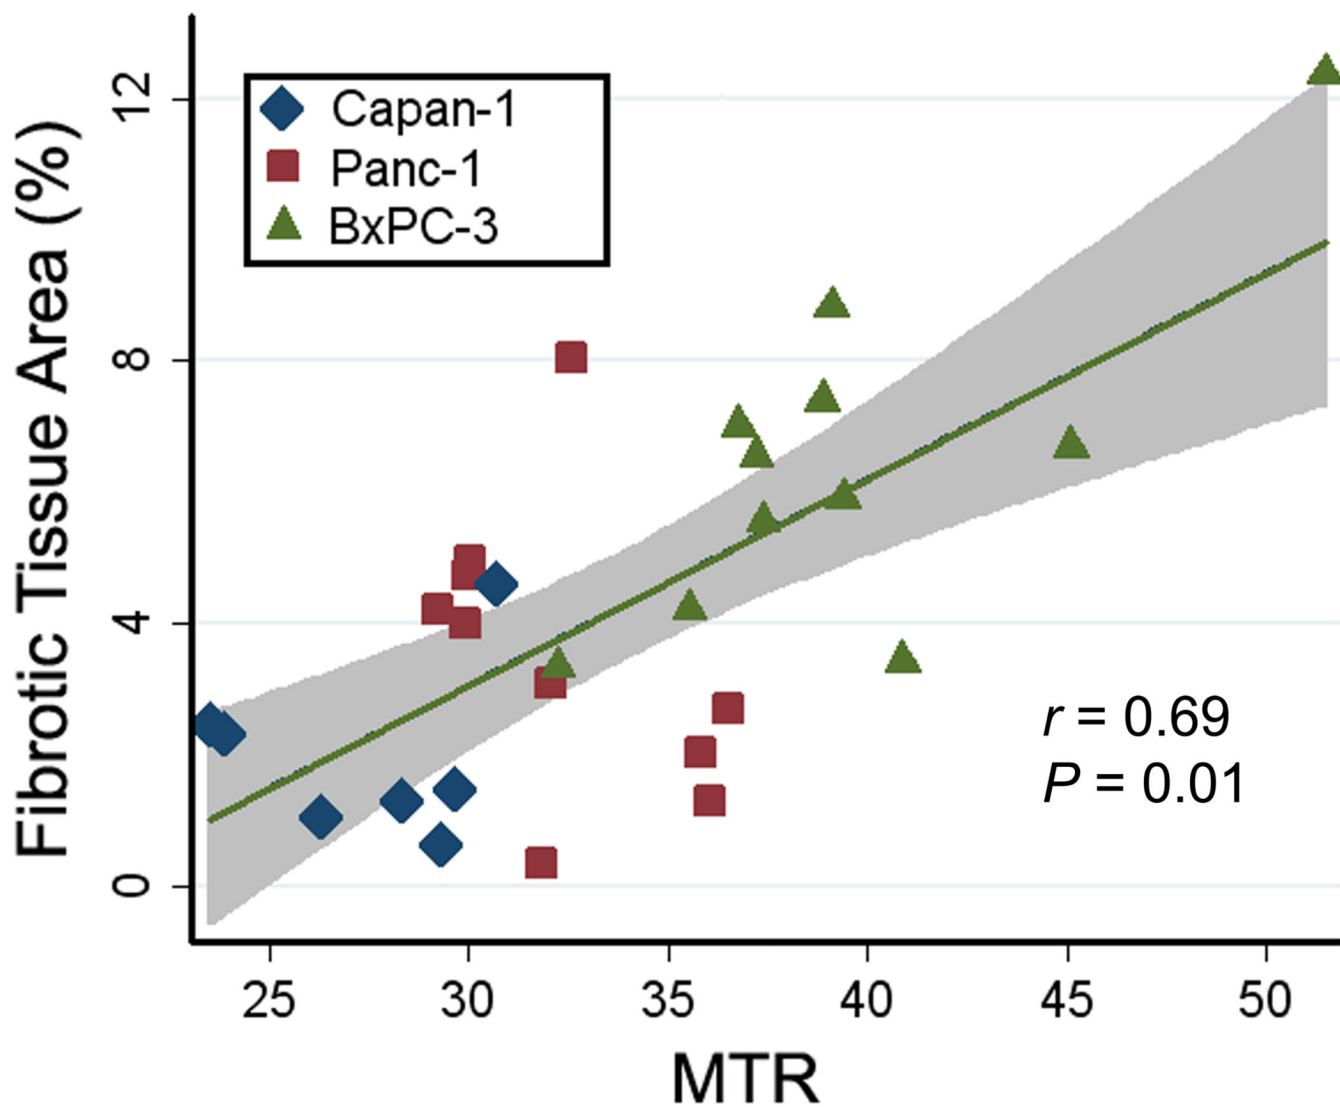 Fibrotic Tissue Area (%)
12
8
4
0
Capan-1
Panc-1
BxPC-3
r = 0.69
P = 0.01
25 30 35 40 45 50
MTR